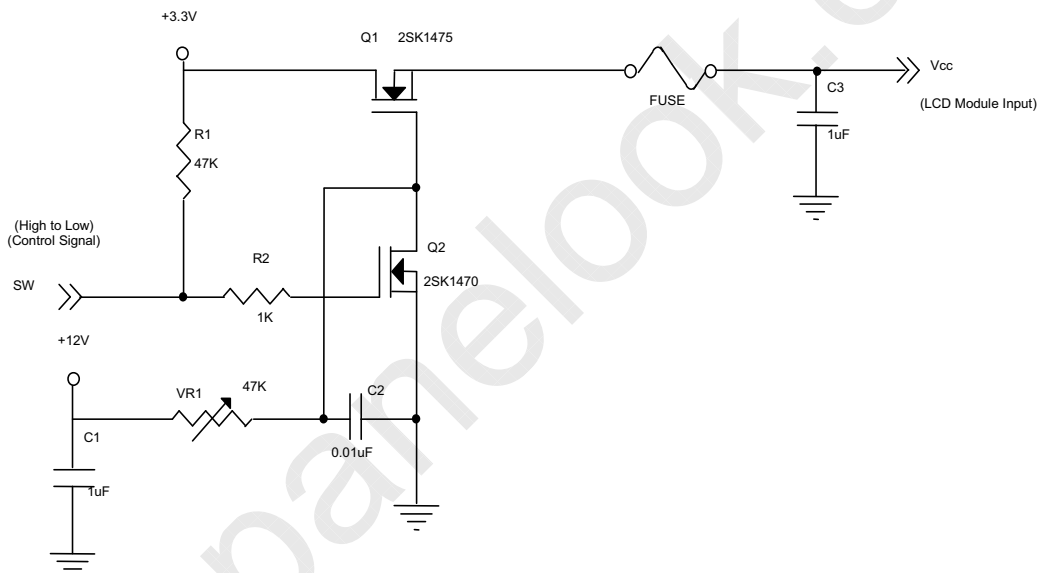 +3.3V
Q1 2SK1475
Vcc
FUSE
C3
(LCD Module Input)
1uF
R1
47K
(High to Low)
(Control Signal)
SW
R2
1K
Q2
2SK1470
+12V
VR1
47K
C2
0.01uF
C1
1uF
panelook.c